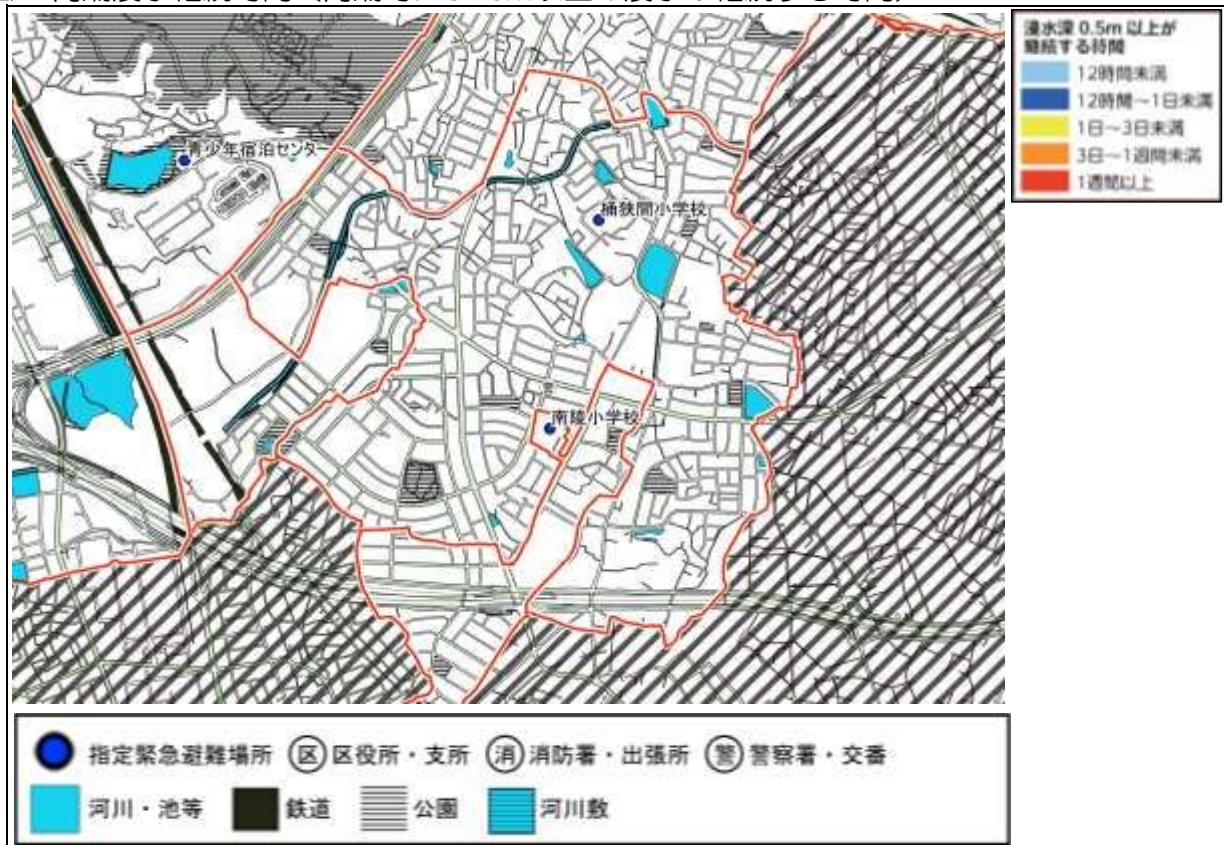 浸水深 0.5m 以上が
継続する時間
12時間未満
12時間～1日未満
1日～3日未満
3日～1週間未満
1週間以上
青少年宿泊センター
桶狭間小学校
南陵小学校
指定緊急避難場所 区 区役所・支所 消 消防署・出張所 警 警察署・交番
河川・池等 鉄道 公園 河川敷